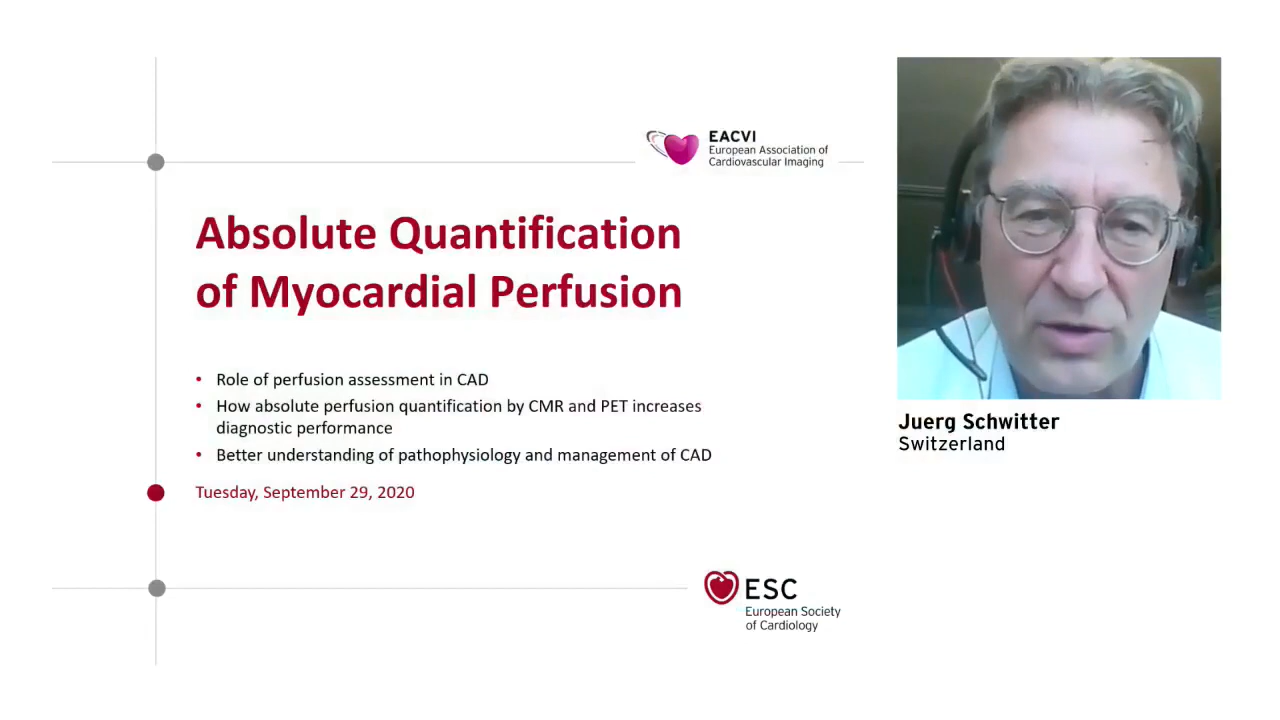 EACVI
European Association of
Cardiovascular Imaging
Absolute Quantification
of Myocardial Perfusion
• Role of perfusion assessment in CAD
• How absolute perfusion quantification by CMR and PET increases
diagnostic performance
• Better understanding of pathophysiology and management of CAD
Tuesday, September 29, 2020
ESC
European Society
of Cardiology
Juerg Schwitter
Switzerland